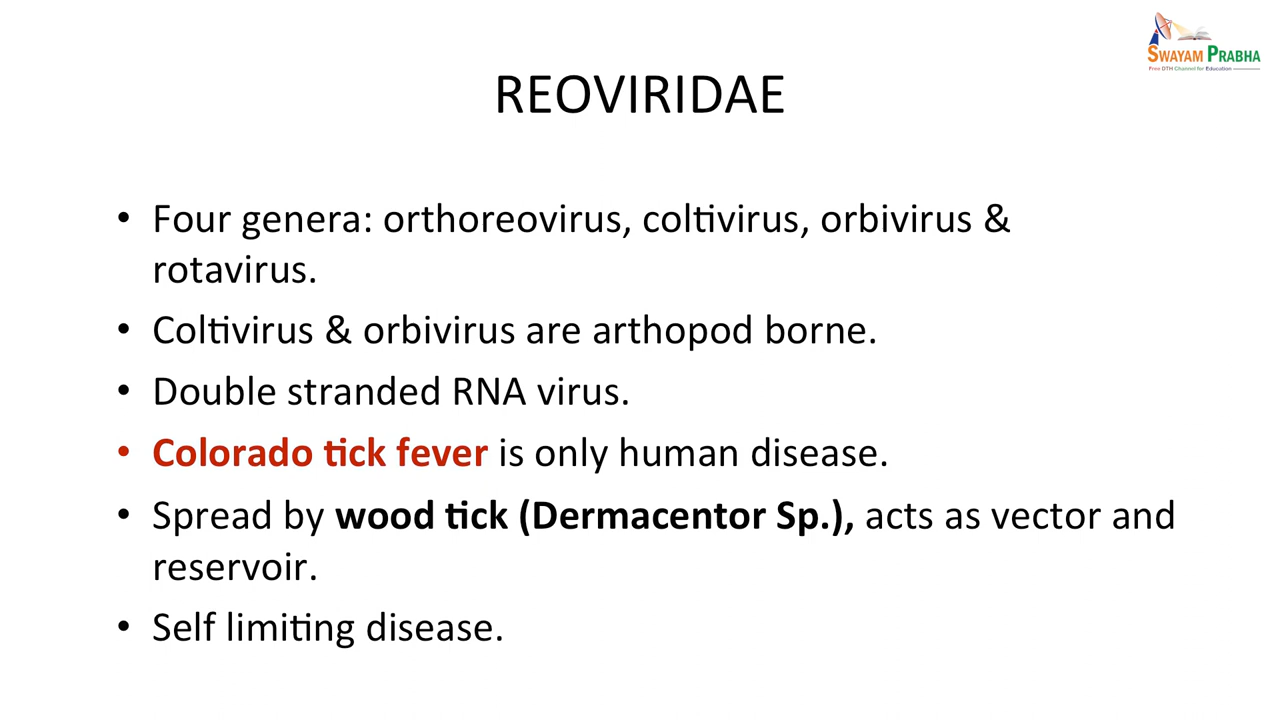 SWAYAM PRABHA
Free DTH Channel for Education
REOVIRIDAE
• Four genera: orthoreovirus, coltivirus, orbivirus &
rotavirus.
• Coltivirus & orbivirus are arthopod borne.
• Double stranded RNA virus.
• Colorado tick fever is only human disease.
• Spread by wood tick (Dermacentor Sp.), acts as vector and
reservoir.
• Self limiting disease.